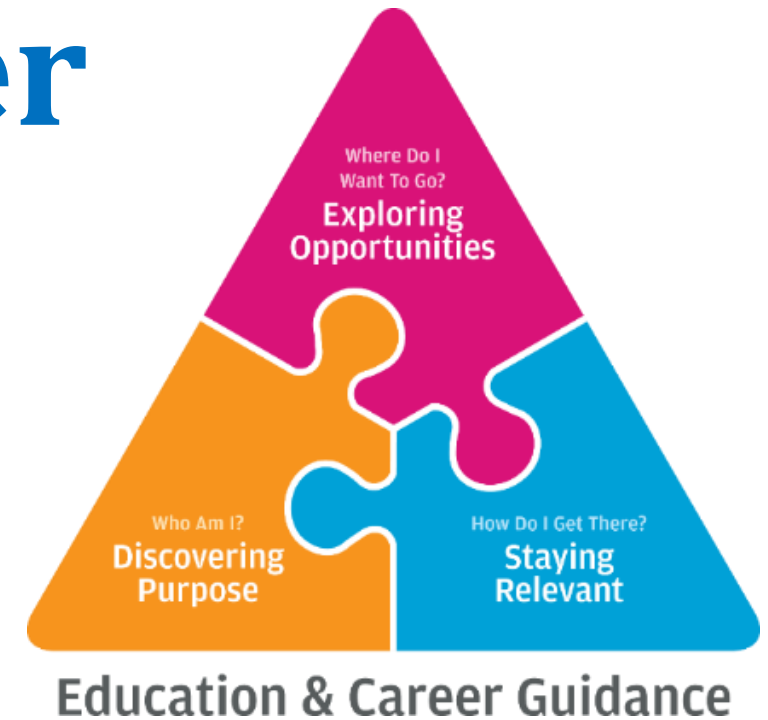 er
Where Do I
Want To Go?
Exploring
Opportunities
Who Am I?
Discovering
Purpose
How Do I Get There?
Staying
Relevant
Education & Career Guidance